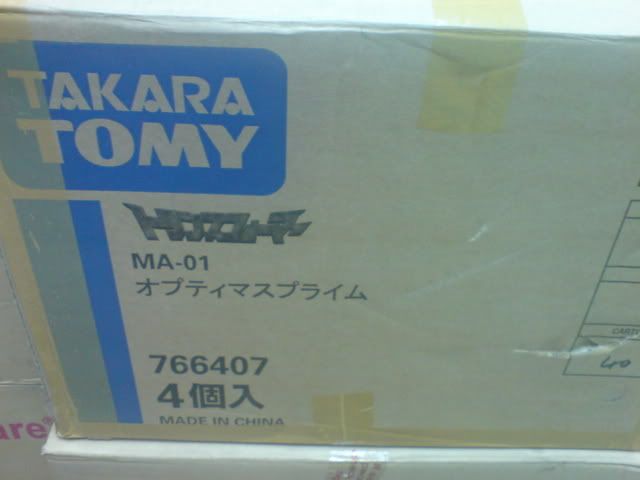 TAKARA
TOMY
トランスフォーマー
MA-01
オプティマスプライム
766407
4個入
MADE IN CHINA
are®